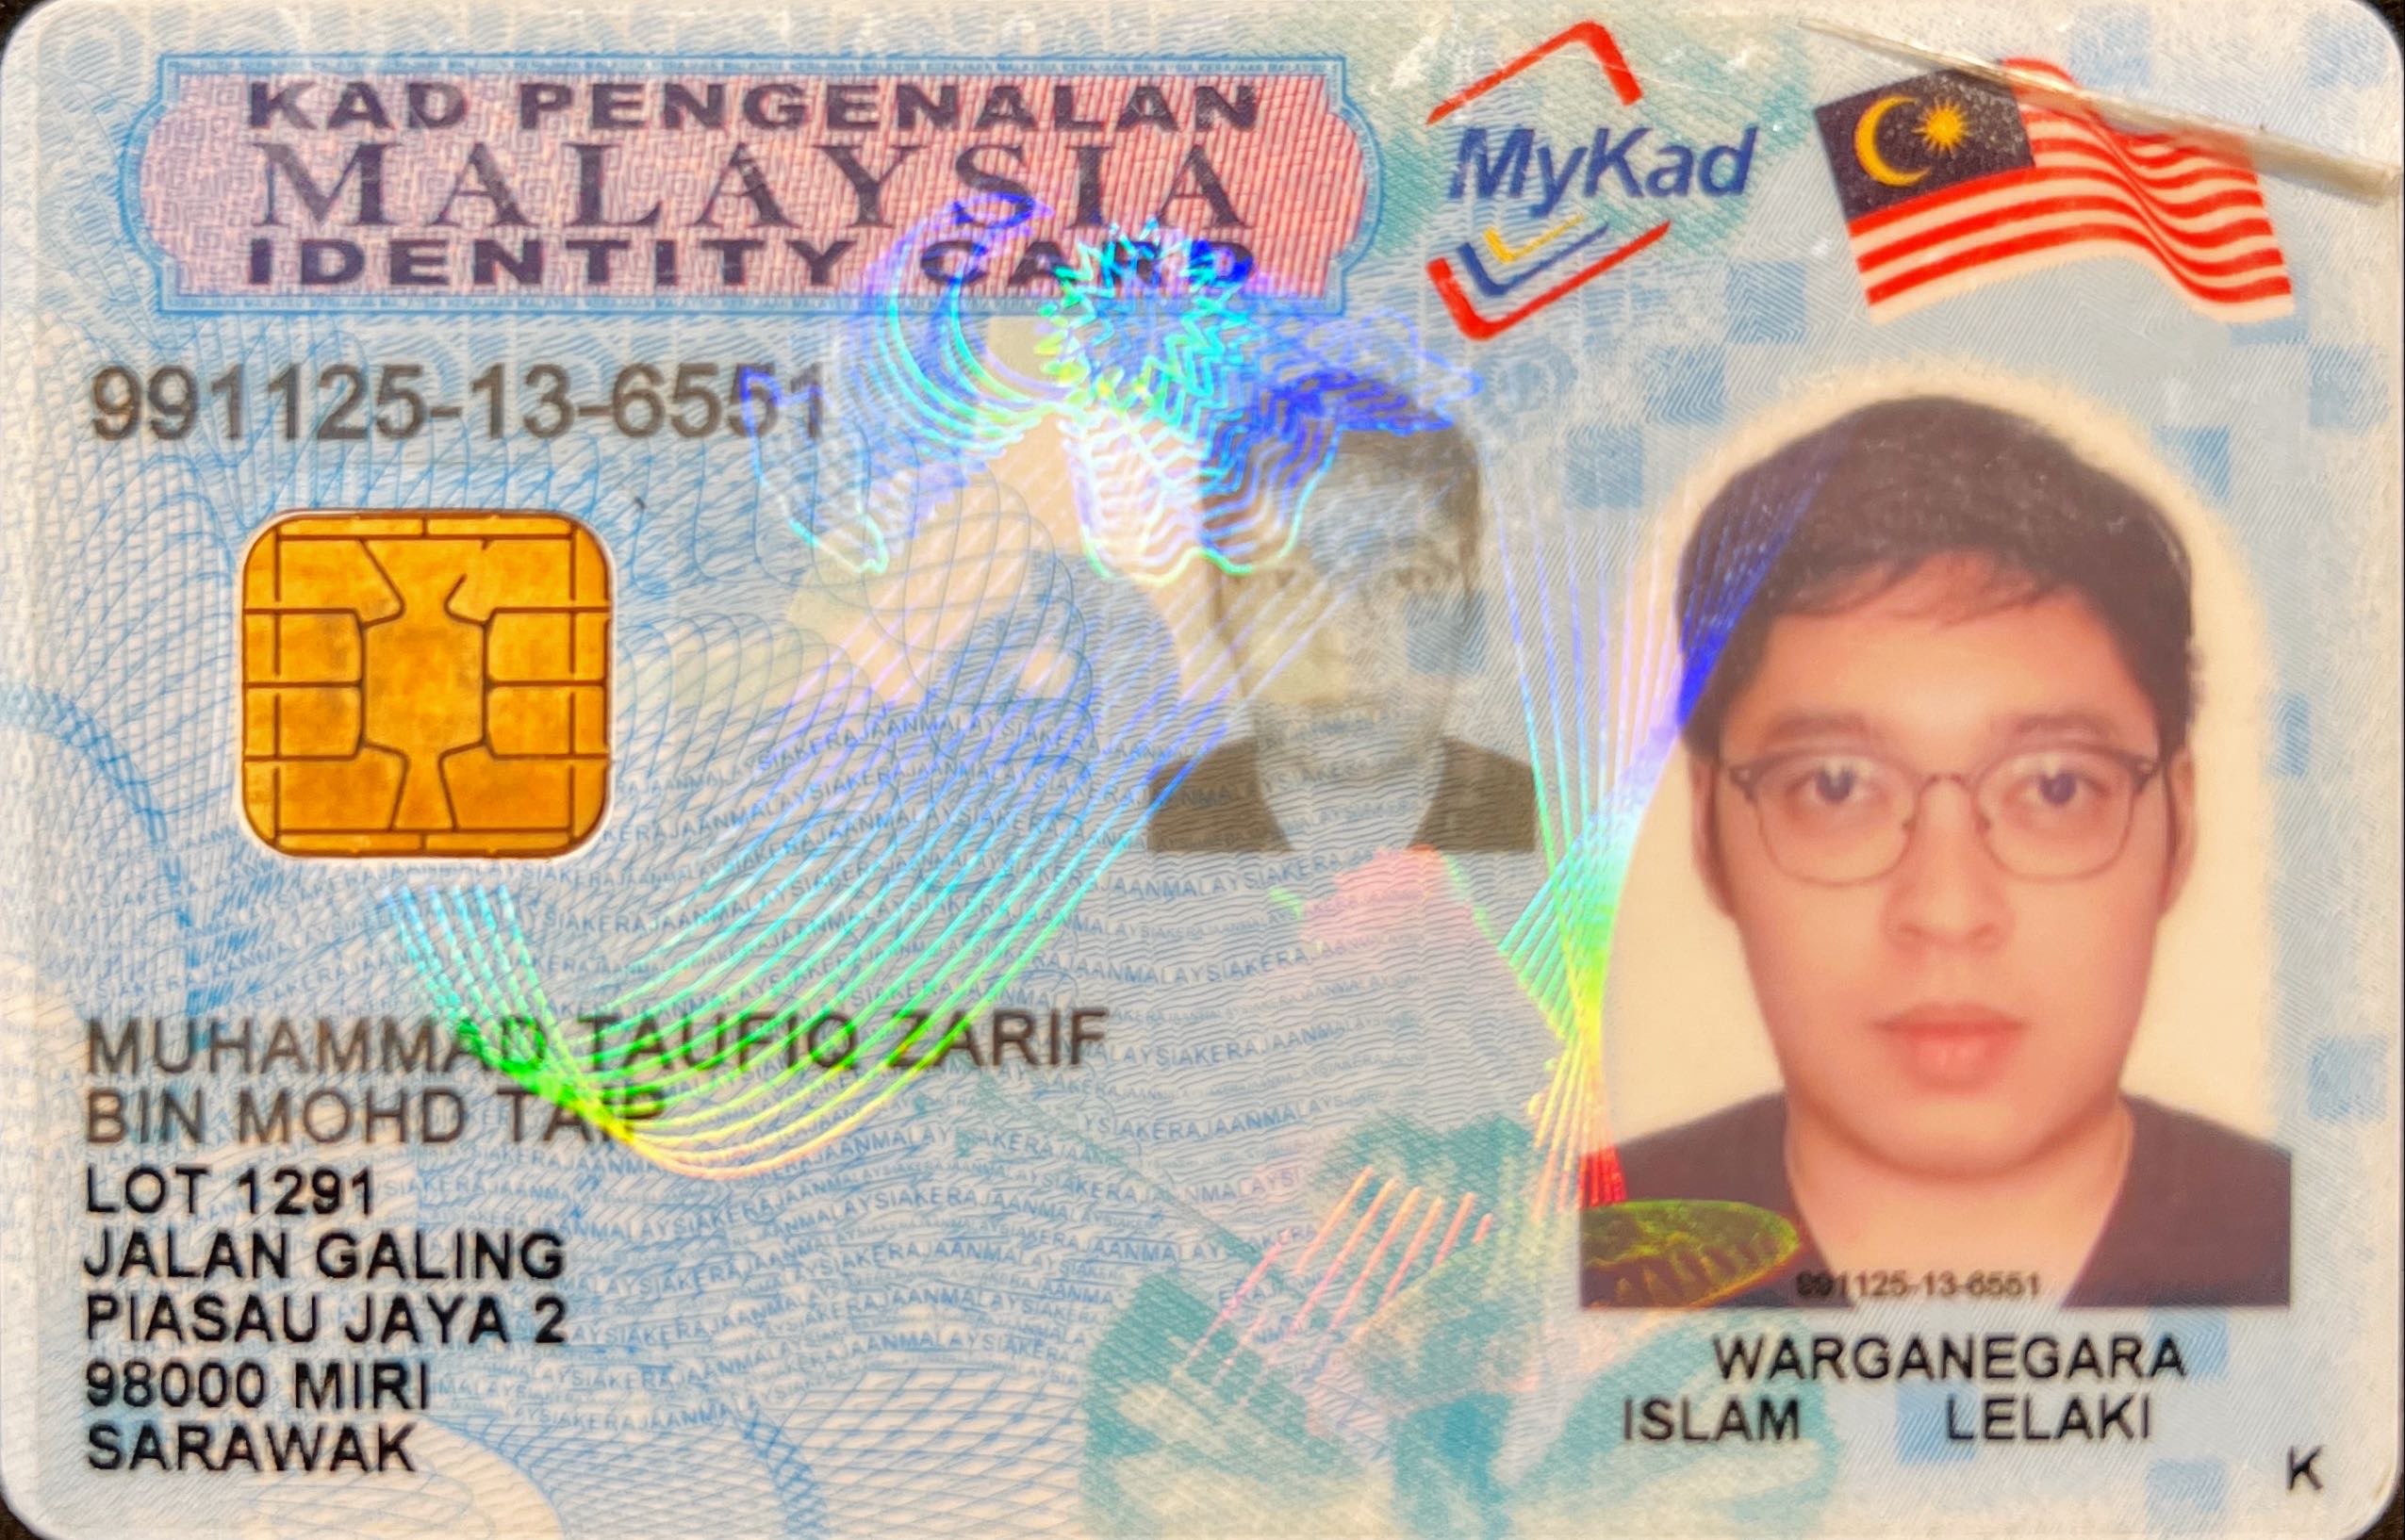 KAD PENGENALAN
MALAYSIA
IDENTITY CARD
MyKad
991125-13-6551
MUHAMMAD TAUFIQ ZARIF
BIN MOHD TAIP
LOT 1291
JALAN GALING
PIASAU JAYA 2
98000 MIRI
SARAWAK
991125-13-6551
WARGANEGARA
ISLAM LELAKI
K